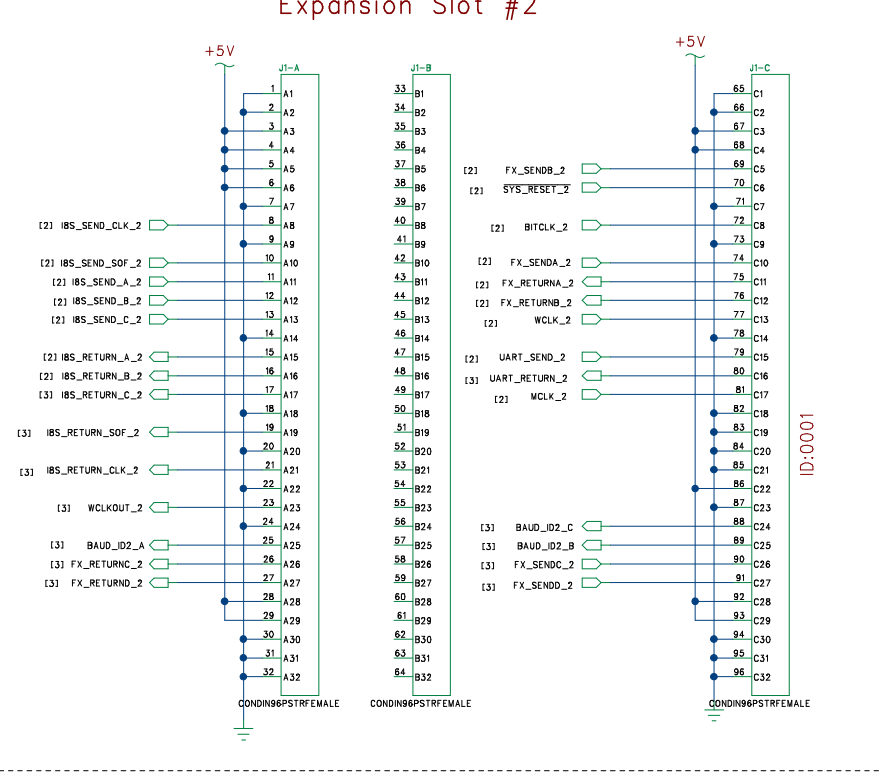 Expansion Slot #2
+5V
J1-A
1 A1
2 A2
3 A3
4 A4
5 A5
6 A6
7 A7
[2] I8S_SEND_CLK_2 8 A8
9 A9
[2] I8S_SEND_SOF_2 10 A10
[2] I8S_SEND_A_2 11 A11
[2] I8S_SEND_B_2 12 A12
[2] I8S_SEND_C_2 13 A13
14 A14
[2] I8S_RETURN_A_2 15 A15
[2] I8S_RETURN_B_2 16 A16
[3] I8S_RETURN_C_2 17 A17
18 A18
[3] I8S_RETURN_SOF_2 19 A19
20 A20
[3] I8S_RETURN_CLK_2 21 A21
22 A22
[3] WCLKOUT_2 23 A23
24 A24
[3] BAUD_ID2_A 25 A25
[3] FX_RETURNC_2 26 A26
[3] FX_RETURND_2 27 A27
28 A28
29 A29
30 A30
31 A31
32 A32
CONDIN96PSTRFEMALE
J1-B
33 B1
34 B2
35 B3
36 B4
37 B5
38 B6
39 B7
40 B8
41 B9
42 B10
43 B11
44 B12
45 B13
46 B14
47 B15
48 B16
49 B17
50 B18
51 B19
52 B20
53 B21
54 B22
55 B23
56 B24
57 B25
58 B26
59 B27
60 B28
61 B29
62 B30
63 B31
64 B32
CONDIN96PSTRFEMALE
+5V
J1-C
65 C1
66 C2
67 C3
68 C4
[2] FX_SENDB_2 69 C5
[2] SYS_RESET_2 70 C6
71 C7
[2] BITCLK_2 72 C8
73 C9
[2] FX_SENDA_2 74 C10
[2] FX_RETURNA_2 75 C11
[2] FX_RETURNB_2 76 C12
[2] WCLK_2 77 C13
78 C14
[2] UART_SEND_2 79 C15
[3] UART_RETURN_2 80 C16
[2] MCLK_2 81 C17
82 C18
83 C19
84 C20
85 C21
86 C22
87 C23
[3] BAUD_ID2_C 88 C24
[3] BAUD_ID2_B 89 C25
[3] FX_SENDC_2 90 C26
[3] FX_SENDD_2 91 C27
92 C28
93 C29
94 C30
95 C31
96 C32
CONDIN96PSTRFEMALE
ID:0001